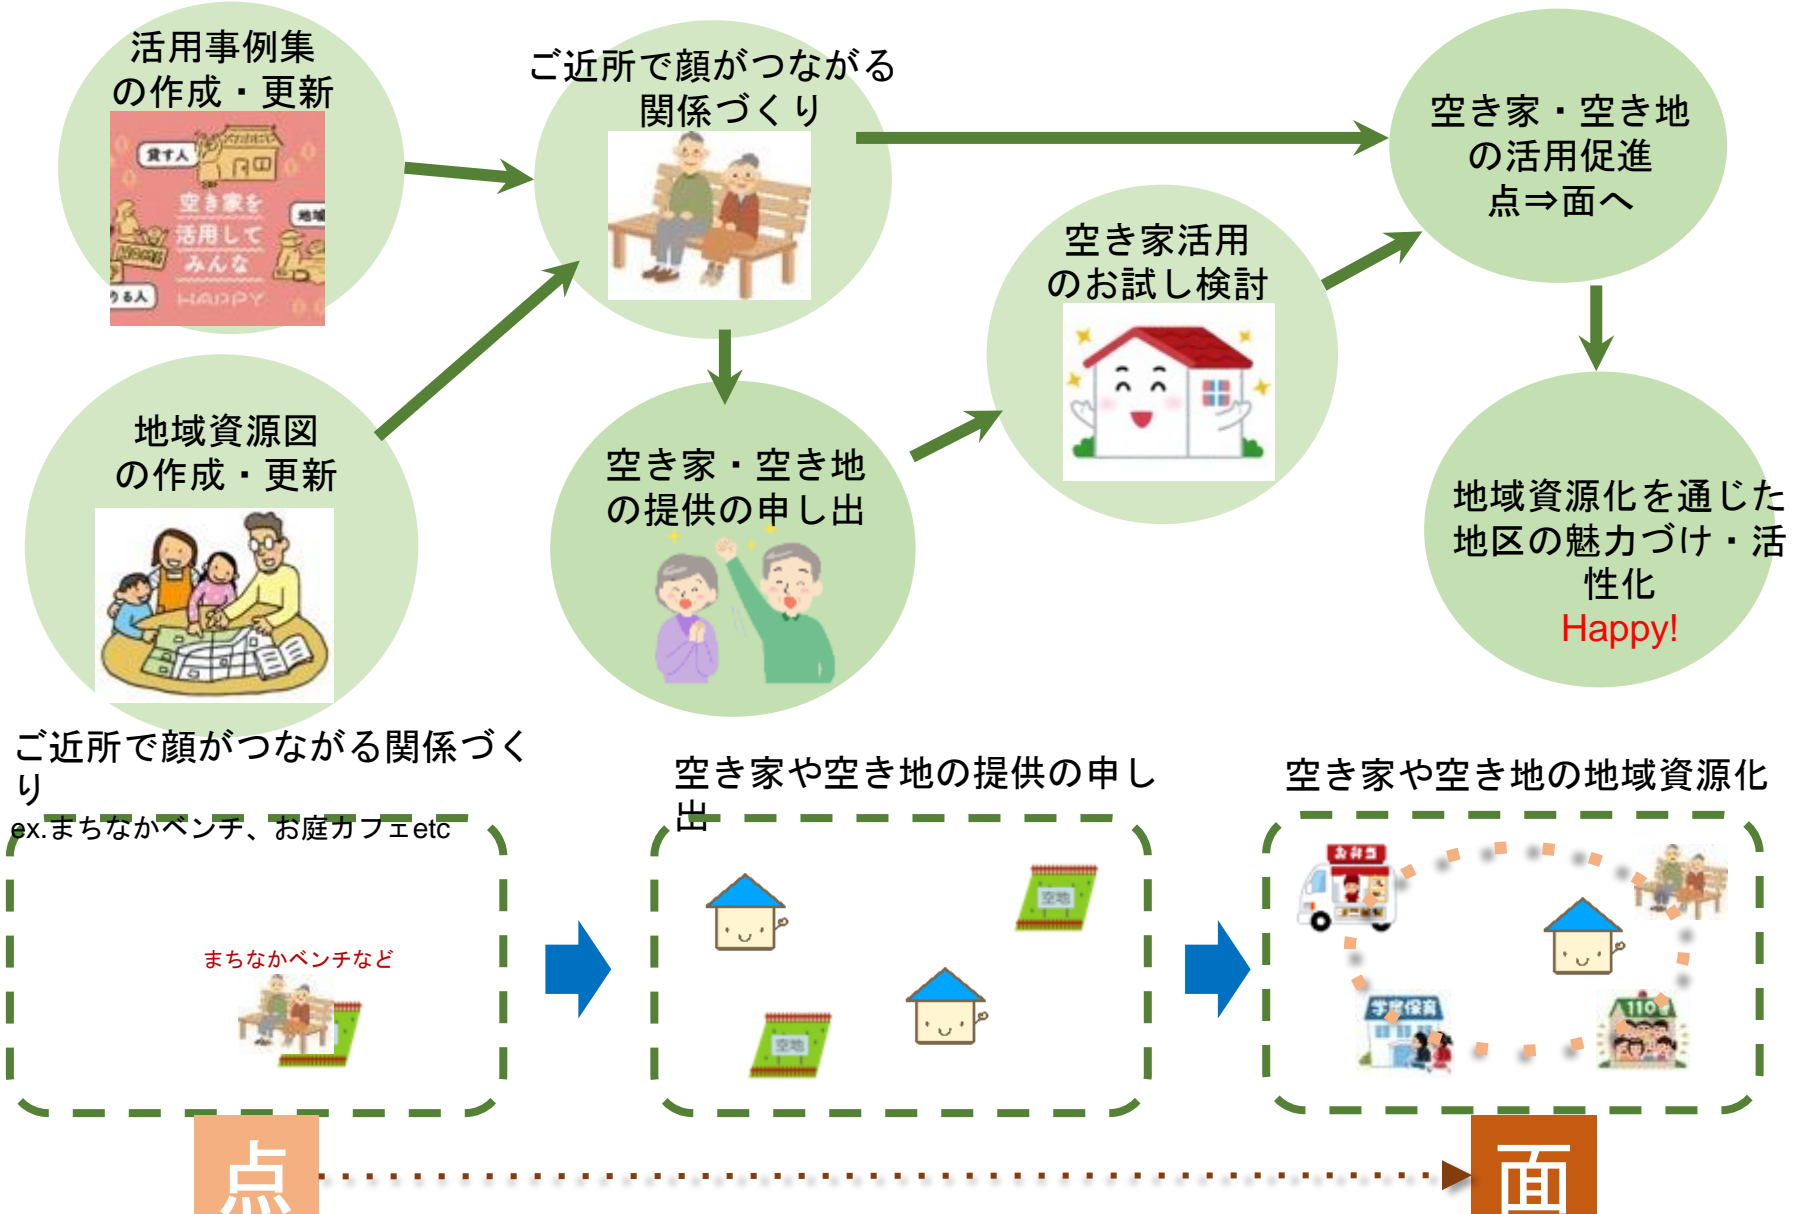 活用事例集
の作成・更新
貸す人
空き家を
活用して
みんな
HAPPY
HOME
地域資源図
の作成・更新
ご近所で顔がつながる
関係づくり
空き家・空き地
の提供の申し出
空き家活用
のお試し検討
空き家・空き地
の活用促進
点⇒面へ
地域資源化を通じた
地区の魅力づけ・活
性化
Happy!
ご近所で顔がつながる関係づく
り
ex.まちなかベンチ、お庭カフェetc
まちなかベンチなど
空き家や空き地の提供の申し
出
空地
空地
空き家や空き地の地域資源化
お弁当
学童保育
110
点
面